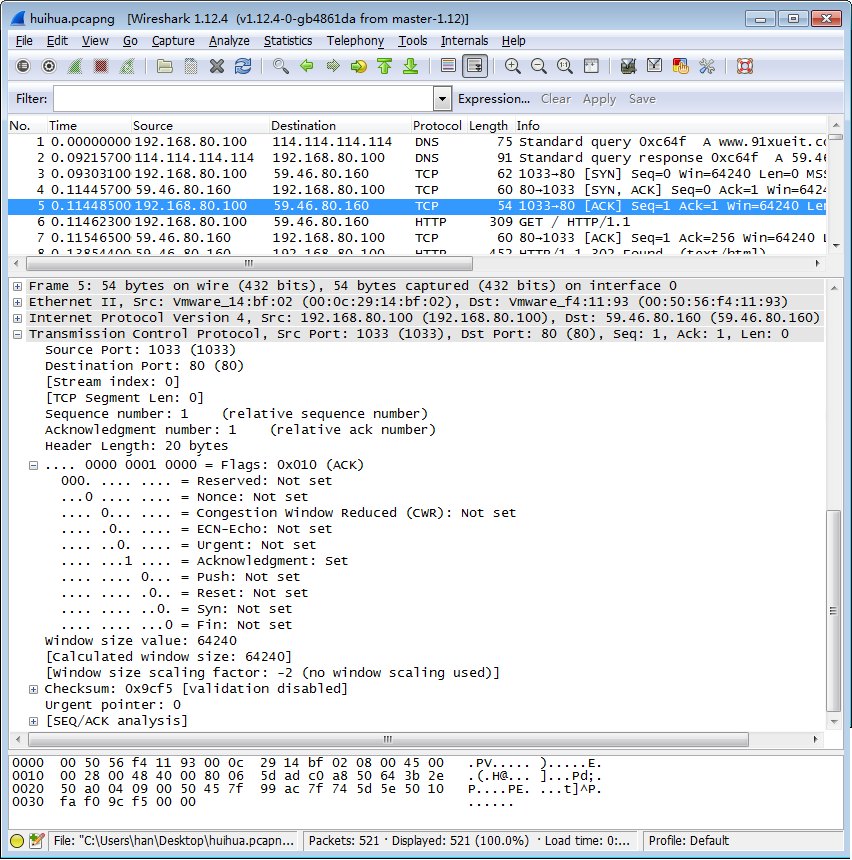 huihua.pcapng [Wireshark 1.12.4 (v1.12.4-0-gb4861da from master-1.12)]
File Edit View Go Capture Analyze Statistics Telephony Tools Internals Help
Filter: Expression... Clear Apply Save
No. Time Source Destination Protocol Length Info
1 0.00000000 192.168.80.100 114.114.114.114 DNS 75 Standard query 0xc64f A www.91xueit.c
2 0.09215700 114.114.114.114 192.168.80.100 DNS 91 Standard query response 0xc64f A 59.4
3 0.09303100 192.168.80.100 59.46.80.160 TCP 62 1033→80 [SYN] Seq=0 Win=64240 Len=0 MSS
4 0.11445700 59.46.80.160 192.168.80.100 TCP 60 80→1033 [SYN, ACK] Seq=0 Ack=1 Win=6424
5 0.11448500 192.168.80.100 59.46.80.160 TCP 54 1033→80 [ACK] Seq=1 Ack=1 Win=64240 Len
6 0.11462300 192.168.80.100 59.46.80.160 HTTP 309 GET / HTTP/1.1
7 0.11546500 59.46.80.160 192.168.80.100 TCP 60 80→1033 [ACK] Seq=1 Ack=256 Win=64240 L
8 0.13854400 59.46.80.160 192.168.80.100 HTTP 452 HTTP/1.1 302 Found (text/html)
Frame 5: 54 bytes on wire (432 bits), 54 bytes captured (432 bits) on interface 0
Ethernet II, Src: Vmware_14:bf:02 (00:0c:29:14:bf:02), Dst: Vmware_f4:11:93 (00:50:56:f4:11:93)
Internet Protocol Version 4, Src: 192.168.80.100 (192.168.80.100), Dst: 59.46.80.160 (59.46.80.160)
Transmission Control Protocol, Src Port: 1033 (1033), Dst Port: 80 (80), Seq: 1, Ack: 1, Len: 0
Source Port: 1033 (1033)
Destination Port: 80 (80)
[Stream index: 0]
[TCP Segment Len: 0]
Sequence number: 1 (relative sequence number)
Acknowledgment number: 1 (relative ack number)
Header Length: 20 bytes
.... 0000 0001 0000 = Flags: 0x010 (ACK)
000. .... .... = Reserved: Not set
...0 .... .... = Nonce: Not set
.... 0... .... = Congestion Window Reduced (CWR): Not set
.... .0.. .... = ECN-Echo: Not set
.... ..0. .... = Urgent: Not set
.... ...1 .... = Acknowledgment: Set
.... .... 0... = Push: Not set
.... .... .0.. = Reset: Not set
.... .... ..0. = Syn: Not set
.... .... ...0 = Fin: Not set
Window size value: 64240
[Calculated window size: 64240]
[Window size scaling factor: -2 (no window scaling used)]
Checksum: 0x9cf5 [validation disabled]
Urgent pointer: 0
[SEQ/ACK analysis]
0000 00 50 56 f4 11 93 00 0c 29 14 bf 02 08 00 45 00 .PV..... ).....E.
0010 00 28 00 48 40 00 80 06 5d ad c0 a8 50 64 3b 2e .(.H@... ]...Pd;.
0020 50 a0 04 09 00 50 45 7f 99 ac 7f 74 5d 5e 50 10 P....PE. ...t]^P.
0030 fa f0 9c f5 00 00 ......
File: "C:\Users\han\Desktop\huihua.pcapn... Packets: 521 · Displayed: 521 (100.0%) · Load time: 0:... Profile: Default